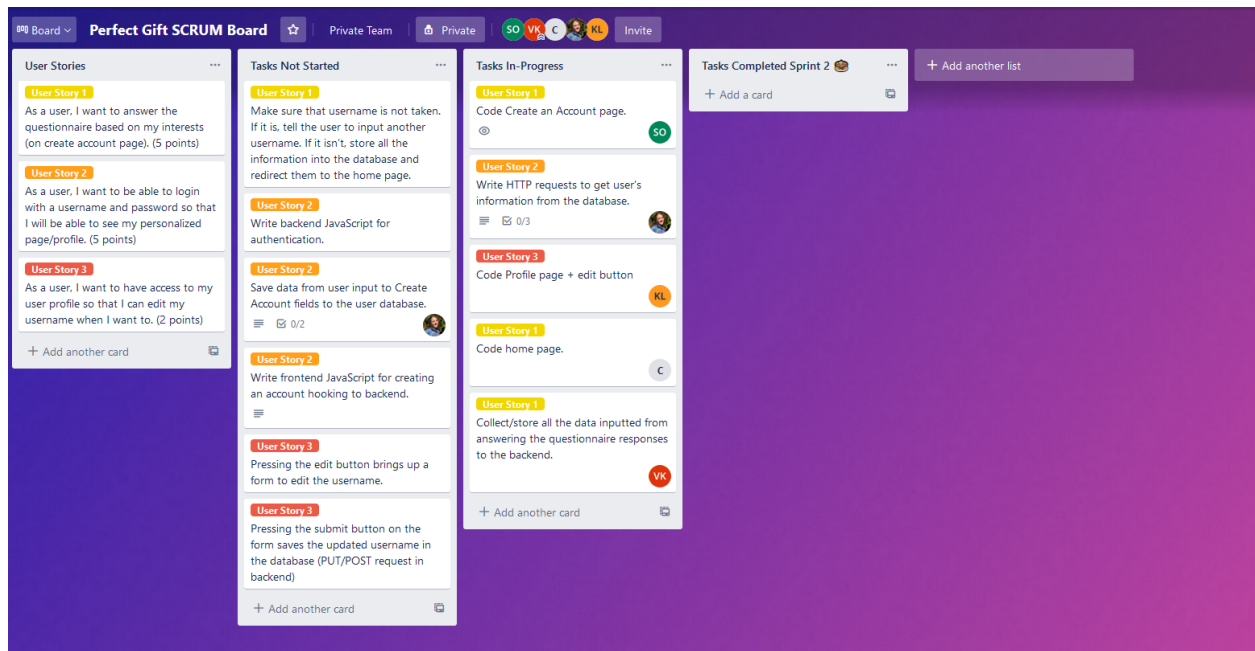 Board
Perfect Gift SCRUM Board
Private Team
Private
SO
VK
C
KL
Invite
User Stories
User Story 1
As a user, I want to answer the
questionnaire based on my interests
(on create account page). (5 points)
User Story 2
As a user, I want to be able to login
with a username and password so that
I will be able to see my personalized
page/profile. (5 points)
User Story 3
As a user, I want to have access to my
user profile so that I can edit my
username when I want to. (2 points)
+ Add another card
Tasks Not Started
User Story 1
Make sure that username is not taken.
If it is, tell the user to input another
username. If it isn't, store all the
information into the database and
redirect them to the home page.
User Story 2
Write backend JavaScript for
authentication.
User Story 2
Save data from user input to Create
Account fields to the user database.
0/2
User Story 2
Write frontend JavaScript for creating
an account hooking to backend.
User Story 3
Pressing the edit button brings up a
form to edit the username.
User Story 3
Pressing the submit button on the
form saves the updated username in
the database (PUT/POST request in
backend)
+ Add another card
Tasks In-Progress
User Story 1
Code Create an Account page.
SO
User Story 2
Write HTTP requests to get user's
information from the database.
0/3
User Story 3
Code Profile page + edit button
KL
User Story 1
Code home page.
C
User Story 1
Collect/store all the data inputted from
answering the questionnaire responses
to the backend.
VK
+ Add another card
Tasks Completed Sprint 2 🥞
+ Add a card
+ Add another list